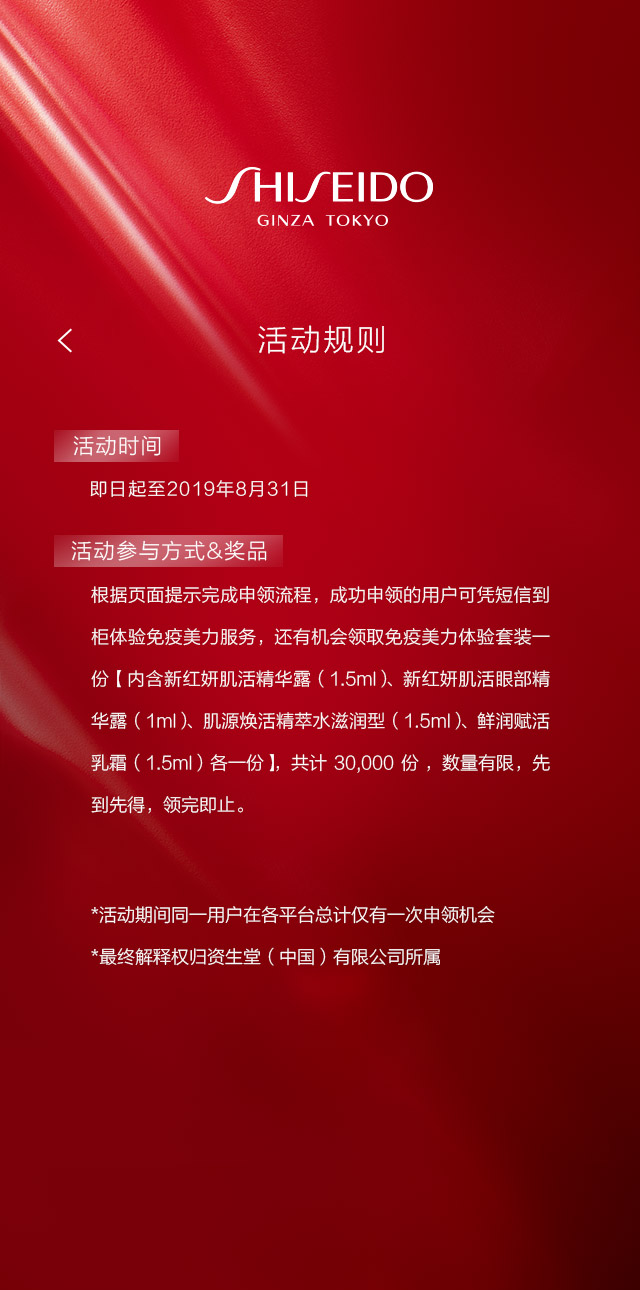 SHISEIDO
GINZA TOKYO
活动规则
活动时间
即日起至2019年8月31日
活动参与方式&奖品
根据页面提示完成申领流程，成功申领的用户可凭短信到
柜体验免疫美力服务，还有机会领取免疫美力体验套装一
份【内含新红妍肌活精华露（1.5ml）、新红妍肌活眼部精
华露（1ml）、肌源焕活精萃水滋润型（1.5ml）、鲜润赋活
乳霜（1.5ml）各一份】，共计 30,000 份 ，数量有限，先
到先得，领完即止。
*活动期间同一用户在各平台总计仅有一次申领机会
*最终解释权归资生堂（中国）有限公司所属